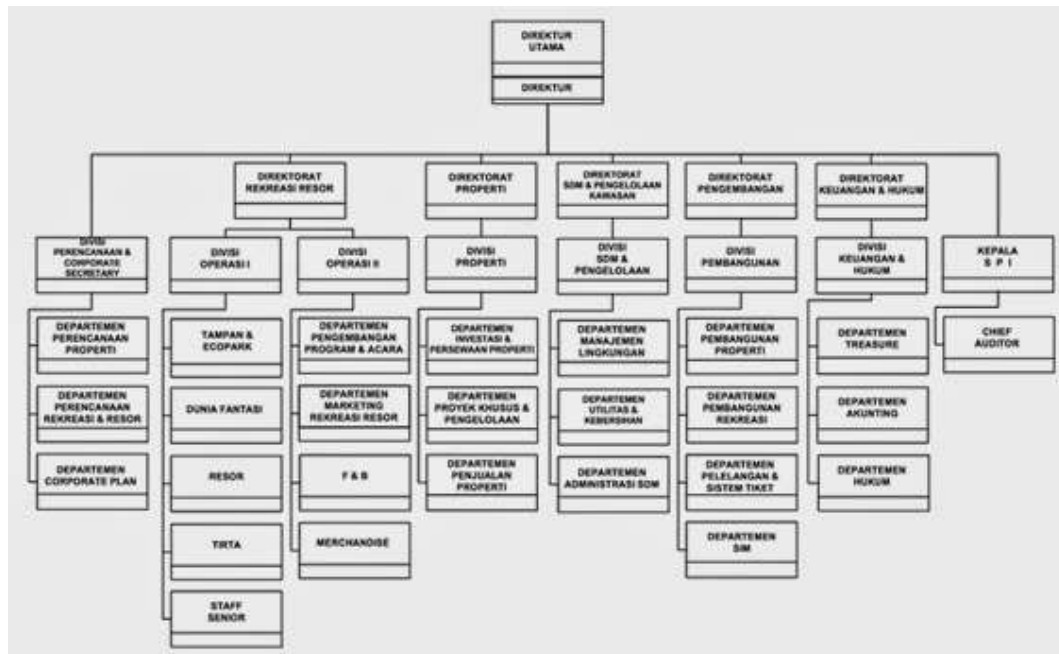 DIREKTUR
UTAMA
DIREKTUR
DIREKTORAT
REKREASI RESOR
DIREKTORAT
PROPERTI
DIREKTORAT
SDM & PENGELOLAAN
KAWASAN
DIREKTORAT
PENGEMBANGAN
DIREKTORAT
KEUANGAN & HUKUM
DIVISI
PERENCANAAN &
CORPORATE
SECRETARY
DIVISI
OPERASI I
DIVISI
OPERASI II
DIVISI
PROPERTI
DIVISI
SDM &
PENGELOLAAN
DIVISI
PEMBANGUNAN
DIVISI
KEUANGAN &
HUKUM
KEPALA
S P I
DEPARTEMEN
PERENCANAAN
PROPERTI
TAMPAN &
ECOPARK
DEPARTEMEN
PENGEMBANGAN
PROGRAM & ACARA
DEPARTEMEN
INVESTASI &
PERSEWAAN PROPERTI
DEPARTEMEN
MANAJEMEN
LINGKUNGAN
DEPARTEMEN
PEMBANGUNAN
PROPERTI
DEPARTEMEN
TREASURE
CHIEF
AUDITOR
DEPARTEMEN
PERENCANAAN
REKREASI & RESOR
DUNIA FANTASI
DEPARTEMEN
MARKETING
REKREASI RESOR
DEPARTEMEN
PROYEK KHUSUS &
PENGELOLAAN
DEPARTEMEN
UTILITAS &
KEBERSIHAN
DEPARTEMEN
PEMBANGUNAN
REKREASI
DEPARTEMEN
AKUNTING
DEPARTEMEN
CORPORATE PLAN
RESOR
F & B
DEPARTEMEN
PENJUALAN
PROPERTI
DEPARTEMEN
ADMINISTRASI SDM
DEPARTEMEN
PELELANGAN &
SISTEM TIKET
DEPARTEMEN
HUKUM
TIRTA
MERCHANDISE
DEPARTEMEN
SIM
STAFF
SENIOR